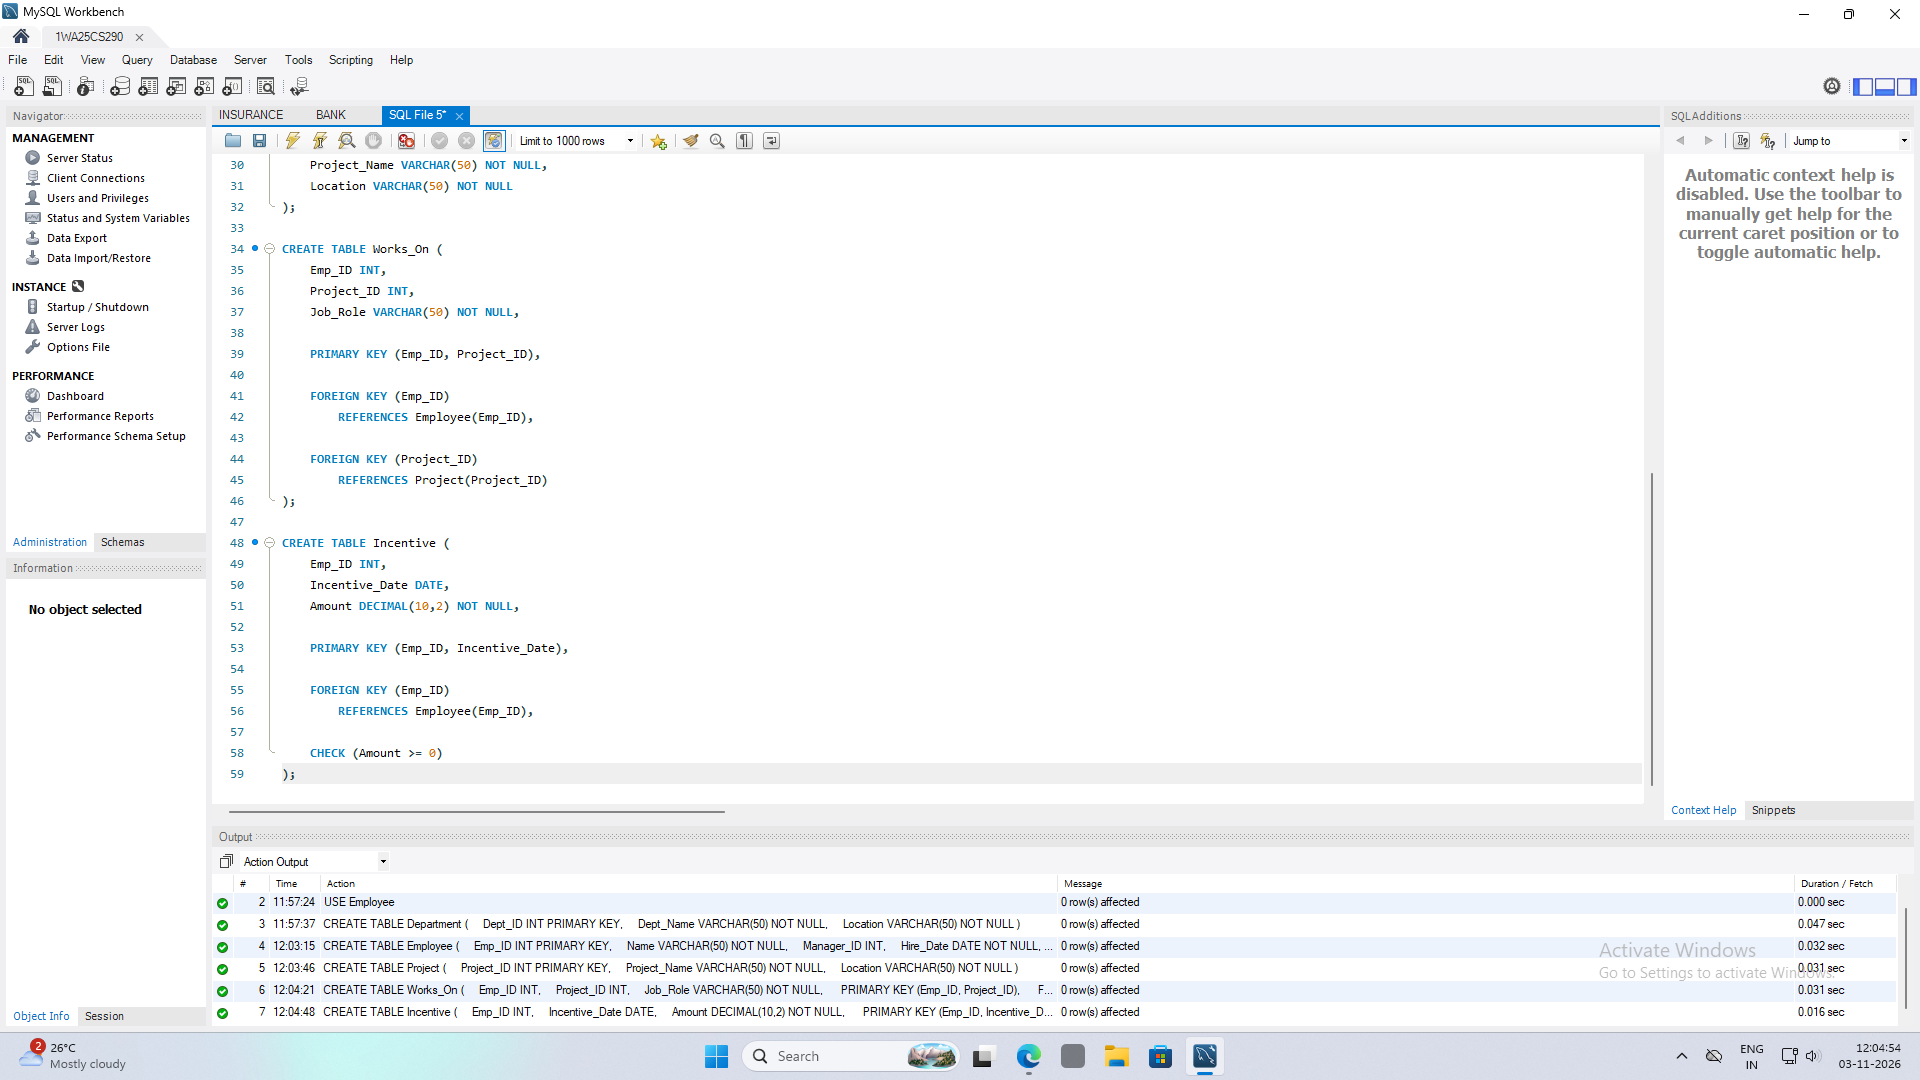 MySQL Workbench
1WA25CS290
File Edit View Query Database Server Tools Scripting Help
Navigator
MANAGEMENT
Server Status
Client Connections
Users and Privileges
Status and System Variables
Data Export
Data Import/Restore
INSTANCE
Startup / Shutdown
Server Logs
Options File
PERFORMANCE
Dashboard
Performance Reports
Performance Schema Setup
Administration Schemas
Information
No object selected
Object Info Session
INSURANCE BANK SQL File 5*
Limit to 1000 rows
30 Project_Name VARCHAR(50) NOT NULL,
31 Location VARCHAR(50) NOT NULL
32 );
33
34 CREATE TABLE Works_On (
35 Emp_ID INT,
36 Project_ID INT,
37 Job_Role VARCHAR(50) NOT NULL,
38
39 PRIMARY KEY (Emp_ID, Project_ID),
40
41 FOREIGN KEY (Emp_ID)
42 REFERENCES Employee(Emp_ID),
43
44 FOREIGN KEY (Project_ID)
45 REFERENCES Project(Project_ID)
46 );
47
48 CREATE TABLE Incentive (
49 Emp_ID INT,
50 Incentive_Date DATE,
51 Amount DECIMAL(10,2) NOT NULL,
52
53 PRIMARY KEY (Emp_ID, Incentive_Date),
54
55 FOREIGN KEY (Emp_ID)
56 REFERENCES Employee(Emp_ID),
57
58 CHECK (Amount >= 0)
59 );
SQLAdditions
Jump to
Automatic context help is
disabled. Use the toolbar to
manually get help for the
current caret position or to
toggle automatic help.
Context Help Snippets
Output
Action Output
# Time Action Message Duration / Fetch
2 11:57:24 USE Employee 0 row(s) affected 0.000 sec
3 11:57:37 CREATE TABLE Department ( Dept_ID INT PRIMARY KEY, Dept_Name VARCHAR(50) NOT NULL, Location VARCHAR(50) NOT NULL ) 0 row(s) affected 0.047 sec
4 12:03:15 CREATE TABLE Employee ( Emp_ID INT PRIMARY KEY, Name VARCHAR(50) NOT NULL, Manager_ID INT, Hire_Date DATE NOT NULL, ... 0 row(s) affected 0.032 sec
5 12:03:46 CREATE TABLE Project ( Project_ID INT PRIMARY KEY, Project_Name VARCHAR(50) NOT NULL, Location VARCHAR(50) NOT NULL ) 0 row(s) affected 0.031 sec
6 12:04:21 CREATE TABLE Works_On ( Emp_ID INT, Project_ID INT, Job_Role VARCHAR(50) NOT NULL, PRIMARY KEY (Emp_ID, Project_ID), F... 0 row(s) affected 0.031 sec
7 12:04:48 CREATE TABLE Incentive ( Emp_ID INT, Incentive_Date DATE, Amount DECIMAL(10,2) NOT NULL, PRIMARY KEY (Emp_ID, Incentive_D... 0 row(s) affected 0.016 sec
Activate Windows
Go to Settings to activate Windows.
2
26°C
Mostly cloudy
Search
ENG
IN
12:04:54
03-11-2026